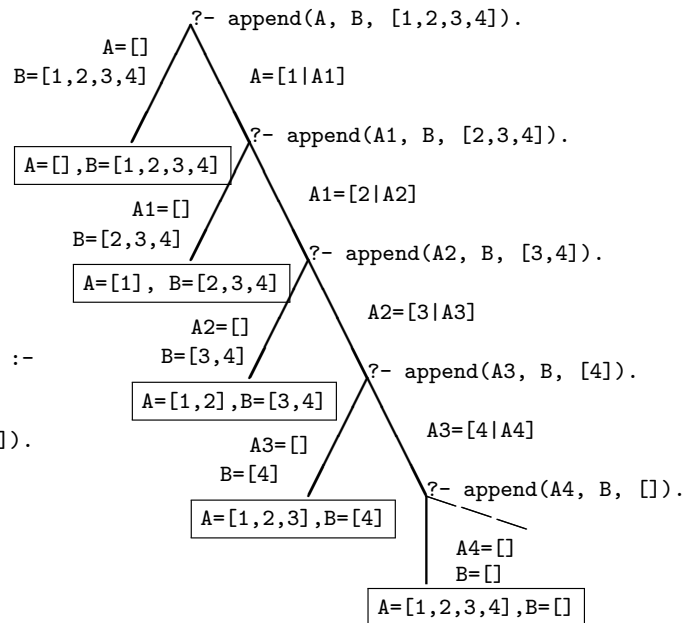 ?- append(A, B, [1,2,3,4]).
A=[]
B=[1,2,3,4]
A=[1|A1]
?- append(A1, B, [2,3,4]).
A=[],B=[1,2,3,4]
A1=[]
B=[2,3,4]
A1=[2|A2]
?- append(A2, B, [3,4]).
A=[1], B=[2,3,4]
A2=[]
B=[3,4]
A2=[3|A3]
:-
?- append(A3, B, [4]).
A=[1,2],B=[3,4]
A3=[]
B=[4]
A3=[4|A4]
]).
?- append(A4, B, []).
A=[1,2,3],B=[4]
A4=[]
B=[]
A=[1,2,3,4],B=[]